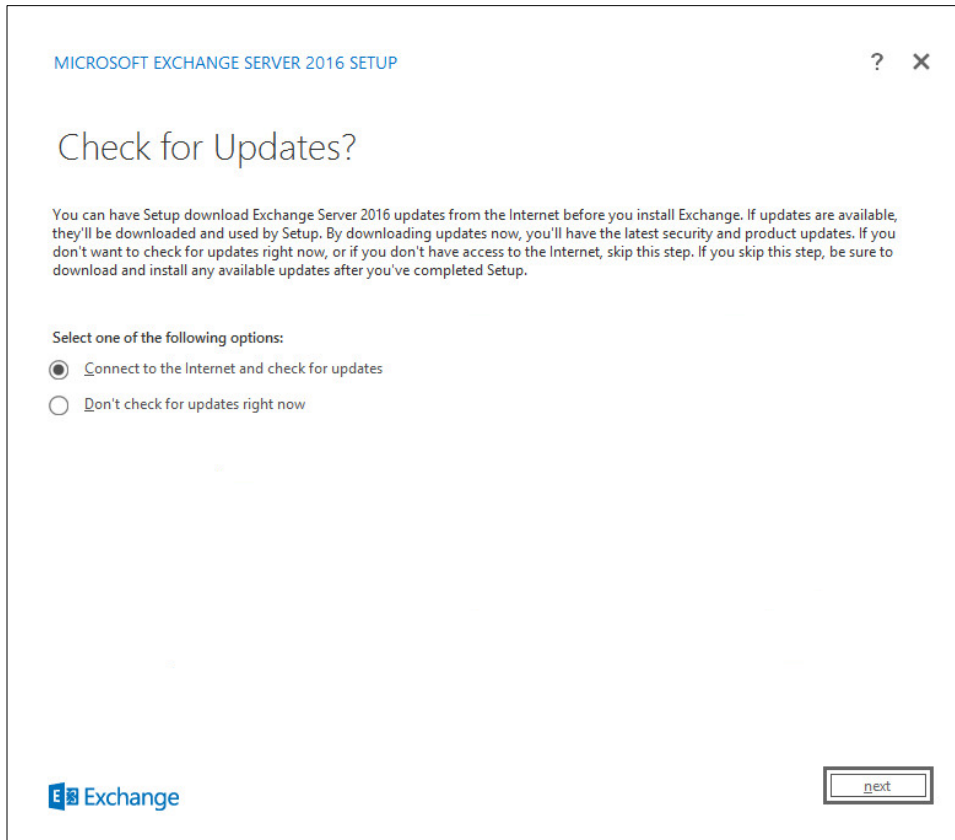 MICROSOFT EXCHANGE SERVER 2016 SETUP
?
Check for Updates?
You can have Setup download Exchange Server 2016 updates from the Internet before you install Exchange. If updates are available,
they'll be downloaded and used by Setup. By downloading updates now, you'll have the latest security and product updates. If you
don't want to check for updates right now, or if you don't have access to the Internet, skip this step. If you skip this step, be sure to
download and install any available updates after you've completed Setup.
Select one of the following options:
Connect to the Internet and check for updates
Don't check for updates right now
E Exchange
next